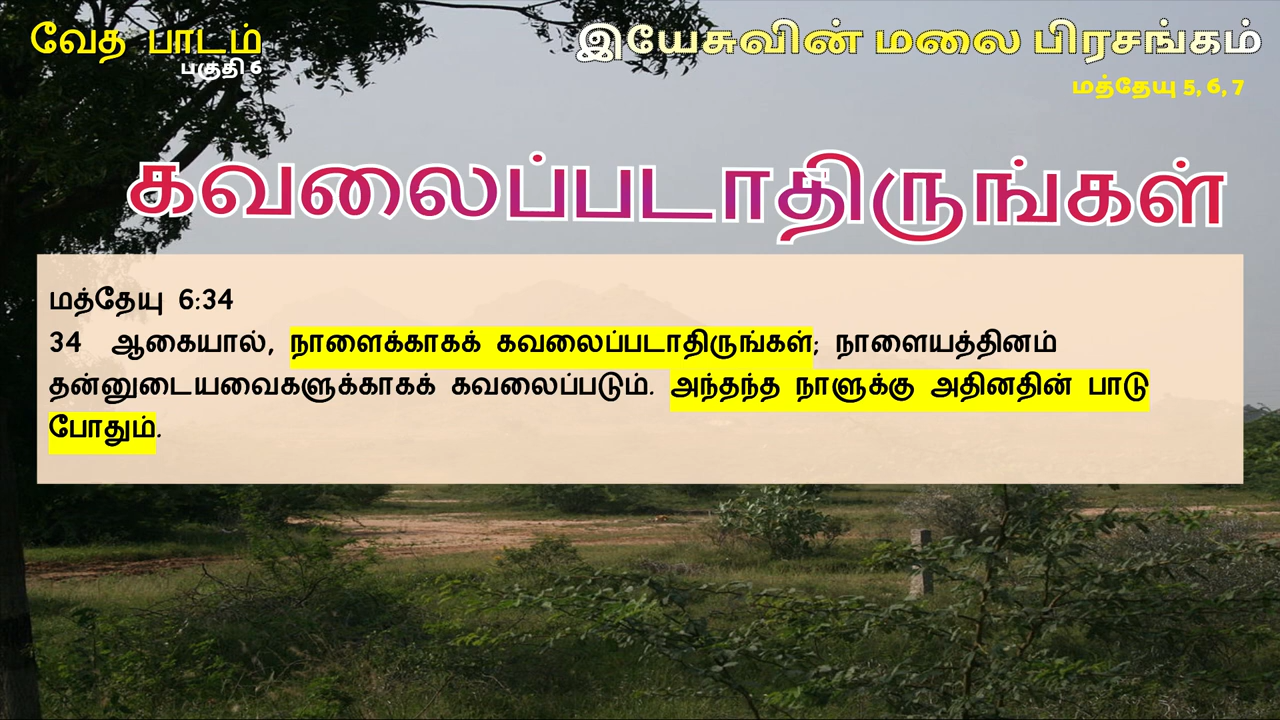 வேத பாடம்
பகுதி 6
இயேசுவின் மலை பிரசங்கம்
மத்தேயு 5, 6, 7
கவலைப்படாதிருங்கள்
மத்தேயு 6:34
34 ஆகையால், நாளைக்காகக் கவலைப்படாதிருங்கள்; நாளையத்தினம்
தன்னுடையவைகளுக்காகக் கவலைப்படும். அந்தந்த நாளுக்கு அதினதின் பாடு
போதும்.